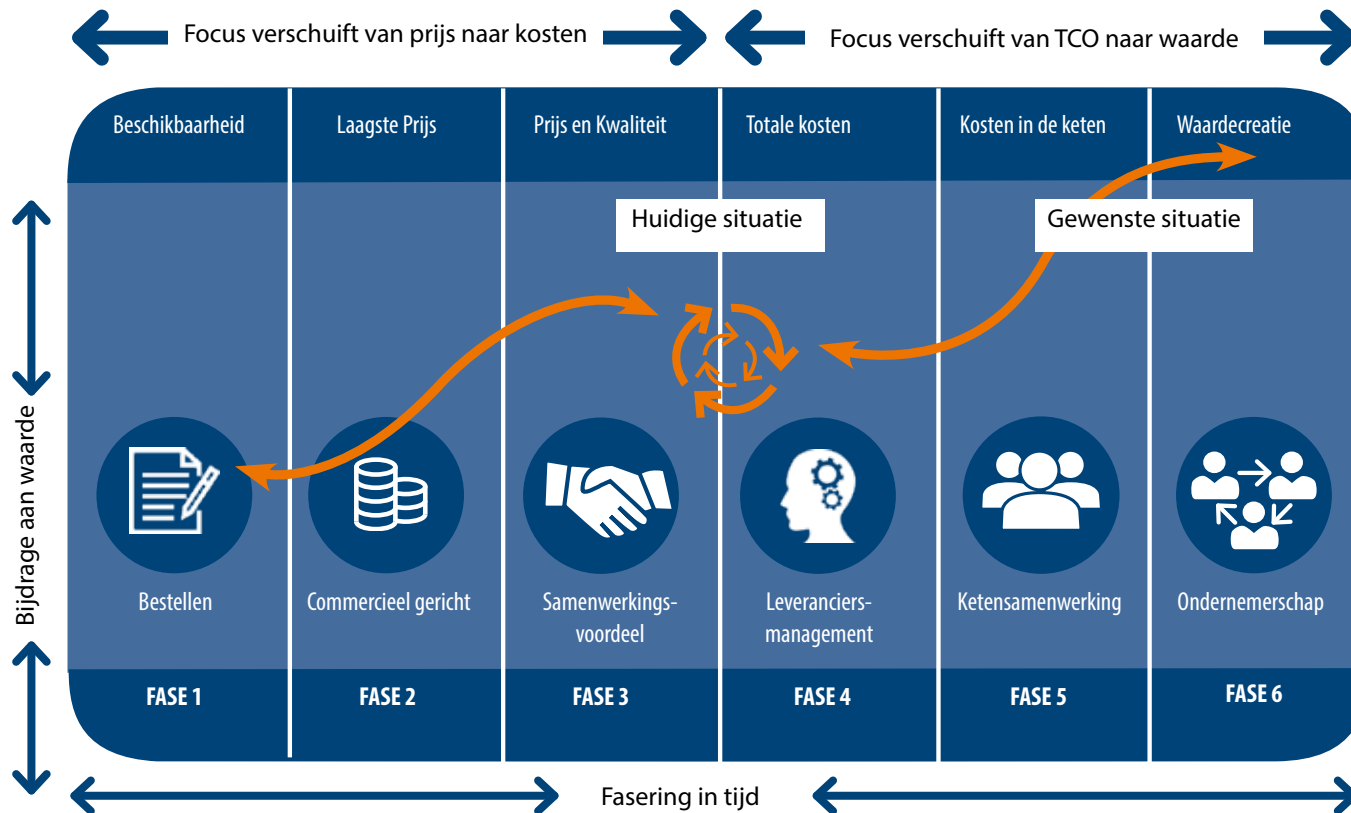 Focus verschuift van prijs naar kosten
Focus verschuift van TCO naar waarde
Beschikbaarheid
Laagste Prijs
Prijs en Kwaliteit
Totale kosten
Kosten in de keten
Waardecreatie
Huidige situatie
Gewenste situatie
Bijdrage aan waarde
Bestellen
Commercieel gericht
Samenwerkings-
voordeel
Leveranciers-
management
Ketensamenwerking
Ondernemerschap
FASE 1
FASE 2
FASE 3
FASE 4
FASE 5
FASE 6
Fasering in tijd